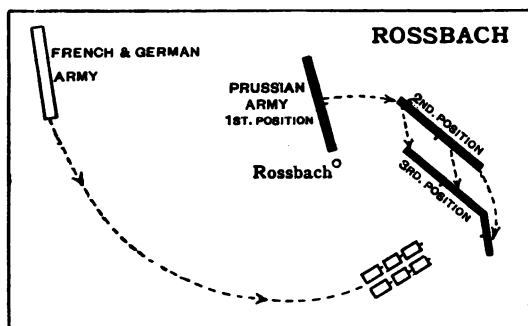 ROSSBACH
FRENCH & GERMAN
ARMY
PRUSSIAN
ARMY
1ST. POSITION
Rossbach
2ND. POSITION
3RD. POSITION